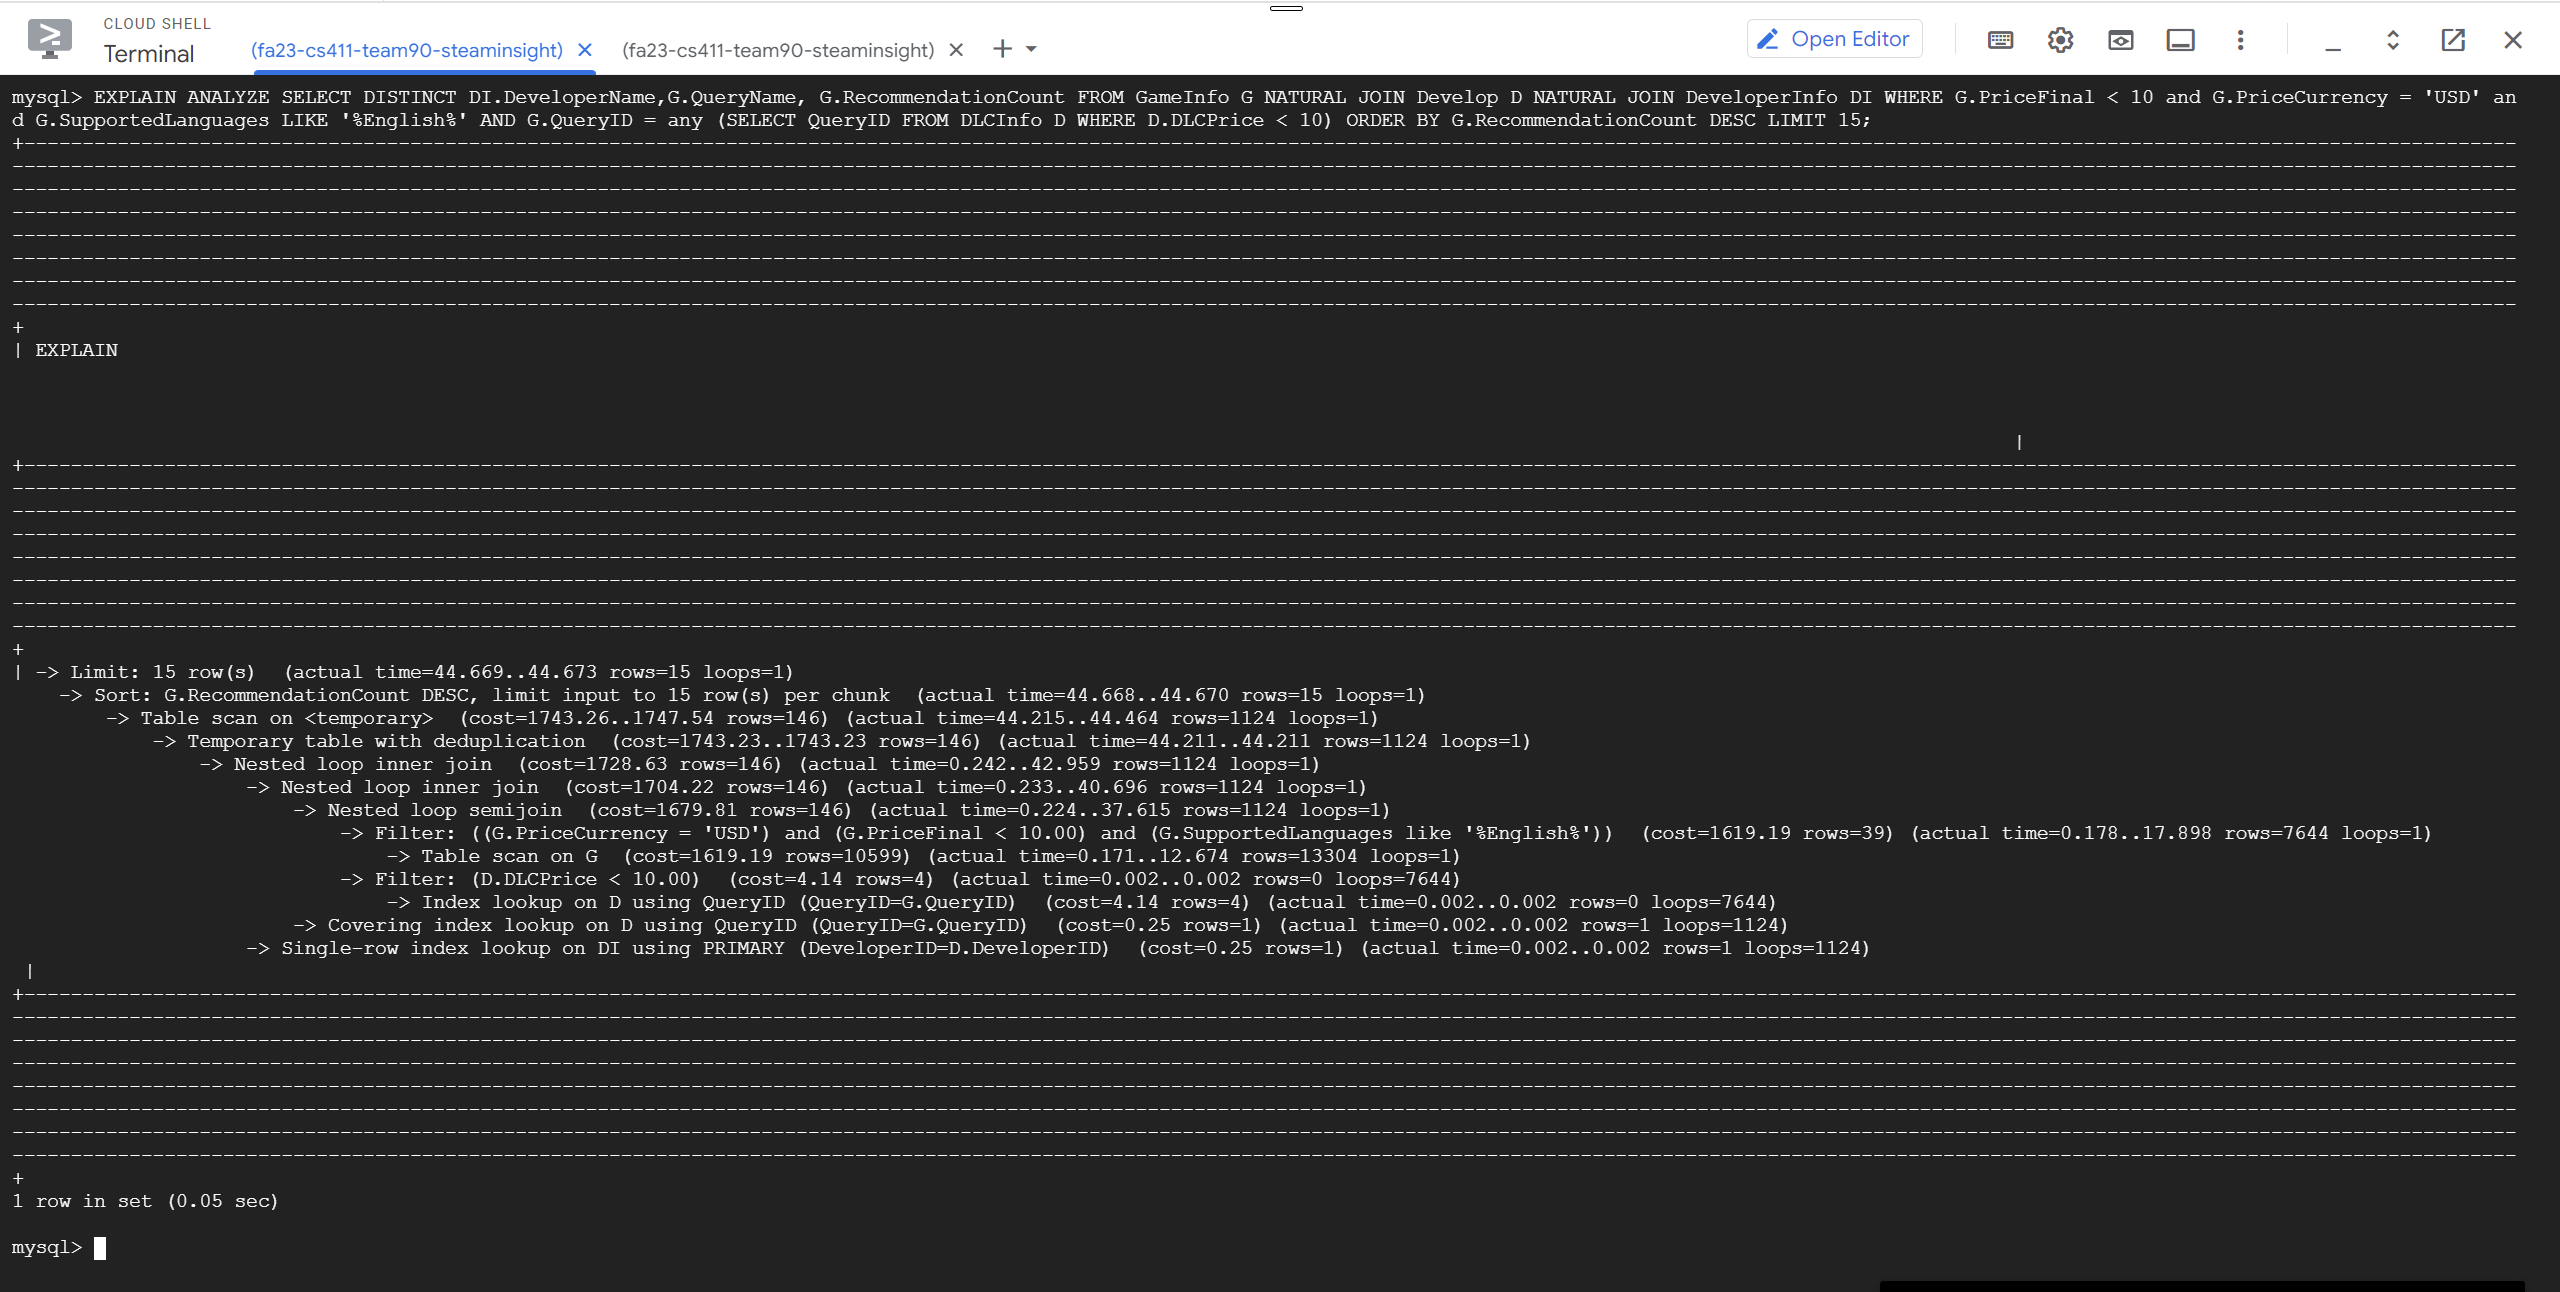 CLOUD SHELL
Terminal
(fa23-cs411-team90-steaminsight)
(fa23-cs411-team90-steaminsight)
Open Editor
mysql> EXPLAIN ANALYZE SELECT DISTINCT DI.DeveloperName,G.QueryName, G.RecommendationCount FROM GameInfo G NATURAL JOIN Develop D NATURAL JOIN DeveloperInfo DI WHERE G.PriceFinal < 10 and G.PriceCurrency = 'USD' an
d G.SupportedLanguages LIKE '%English%' AND G.QueryID = any (SELECT QueryID FROM DLCInfo D WHERE D.DLCPrice < 10) ORDER BY G.RecommendationCount DESC LIMIT 15;
| EXPLAIN
|
| -> Limit: 15 row(s)  (actual time=44.669..44.673 rows=15 loops=1)
-> Sort: G.RecommendationCount DESC, limit input to 15 row(s) per chunk  (actual time=44.668..44.670 rows=15 loops=1)
-> Table scan on <temporary>  (cost=1743.26..1747.54 rows=146) (actual time=44.215..44.464 rows=1124 loops=1)
-> Temporary table with deduplication  (cost=1743.23..1743.23 rows=146) (actual time=44.211..44.211 rows=1124 loops=1)
-> Nested loop inner join  (cost=1728.63 rows=146) (actual time=0.242..42.959 rows=1124 loops=1)
-> Nested loop inner join  (cost=1704.22 rows=146) (actual time=0.233..40.696 rows=1124 loops=1)
-> Nested loop semijoin  (cost=1679.81 rows=146) (actual time=0.224..37.615 rows=1124 loops=1)
-> Filter: ((G.PriceCurrency = 'USD') and (G.PriceFinal < 10.00) and (G.SupportedLanguages like '%English%'))  (cost=1619.19 rows=39) (actual time=0.178..17.898 rows=7644 loops=1)
-> Table scan on G  (cost=1619.19 rows=10599) (actual time=0.171..12.674 rows=13304 loops=1)
-> Filter: (D.DLCPrice < 10.00)  (cost=4.14 rows=4) (actual time=0.002..0.002 rows=0 loops=7644)
-> Index lookup on D using QueryID (QueryID=G.QueryID)  (cost=4.14 rows=4) (actual time=0.002..0.002 rows=0 loops=7644)
-> Covering index lookup on D using QueryID (QueryID=G.QueryID)  (cost=0.25 rows=1) (actual time=0.002..0.002 rows=1 loops=1124)
-> Single-row index lookup on DI using PRIMARY (DeveloperID=D.DeveloperID)  (cost=0.25 rows=1) (actual time=0.002..0.002 rows=1 loops=1124)
|
1 row in set (0.05 sec)
mysql>